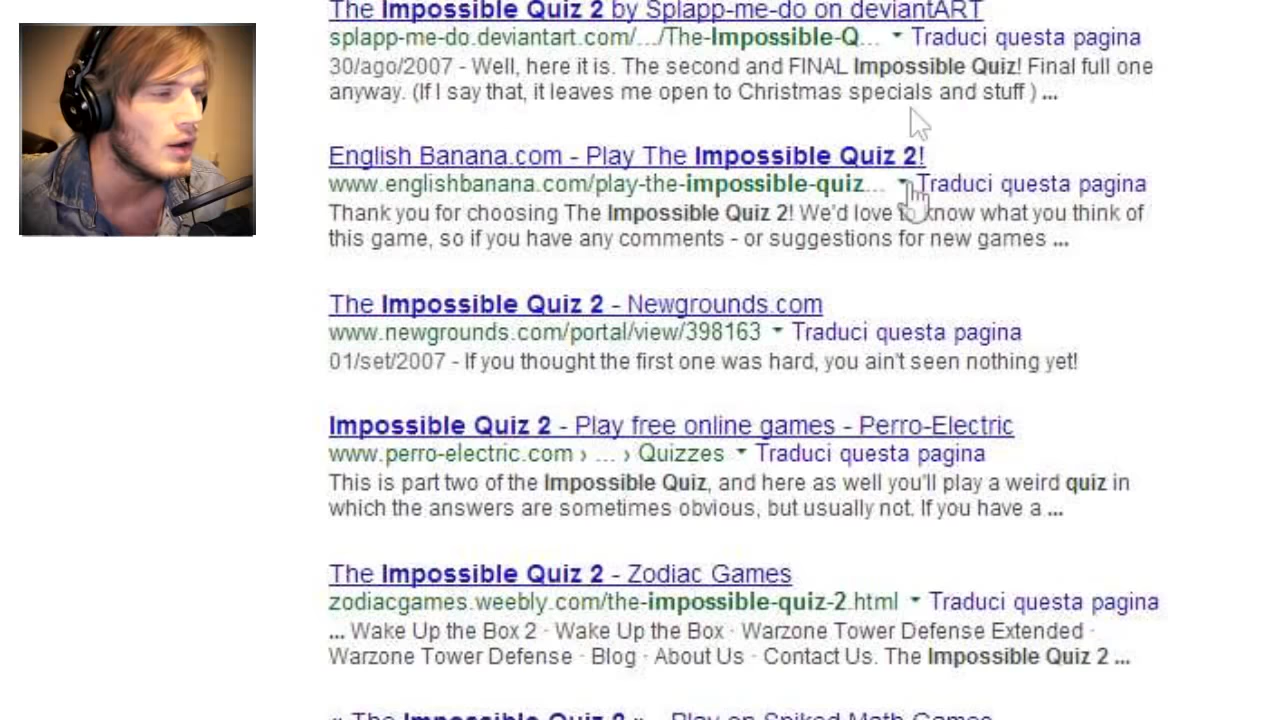 The Impossible Quiz 2 by Splapp-me-do on deviantART
splapp-me-do.deviantart.com/.../The-Impossible-Q... Traduci questa pagina
30/ago/2007 - Well, here it is. The second and FINAL Impossible Quiz! Final full one
anyway. (If I say that, it leaves me open to Christmas specials and stuff ) ...
English Banana.com - Play The Impossible Quiz 2!
www.englishbanana.com/play-the-impossible-quiz... Traduci questa pagina
Thank you for choosing The Impossible Quiz 2! We'd love to know what you think of
this game, so if you have any comments - or suggestions for new games ...
The Impossible Quiz 2 - Newgrounds.com
www.newgrounds.com/portal/view/398163 Traduci questa pagina
01/set/2007 - If you thought the first one was hard, you ain't seen nothing yet!
Impossible Quiz 2 - Play free online games - Perro-Electric
www.perro-electric.com › ... › Quizzes Traduci questa pagina
This is part two of the Impossible Quiz, and here as well you'll play a weird quiz in
which the answers are sometimes obvious, but usually not. If you have a ...
The Impossible Quiz 2 - Zodiac Games
zodiacgames.weebly.com/the-impossible-quiz-2.html Traduci questa pagina
... Wake Up the Box 2 · Wake Up the Box · Warzone Tower Defense Extended ·
Warzone Tower Defense · Blog · About Us · Contact Us. The Impossible Quiz 2 ...
« The Impossible Quiz 2 » - Play on Spiked Math Games